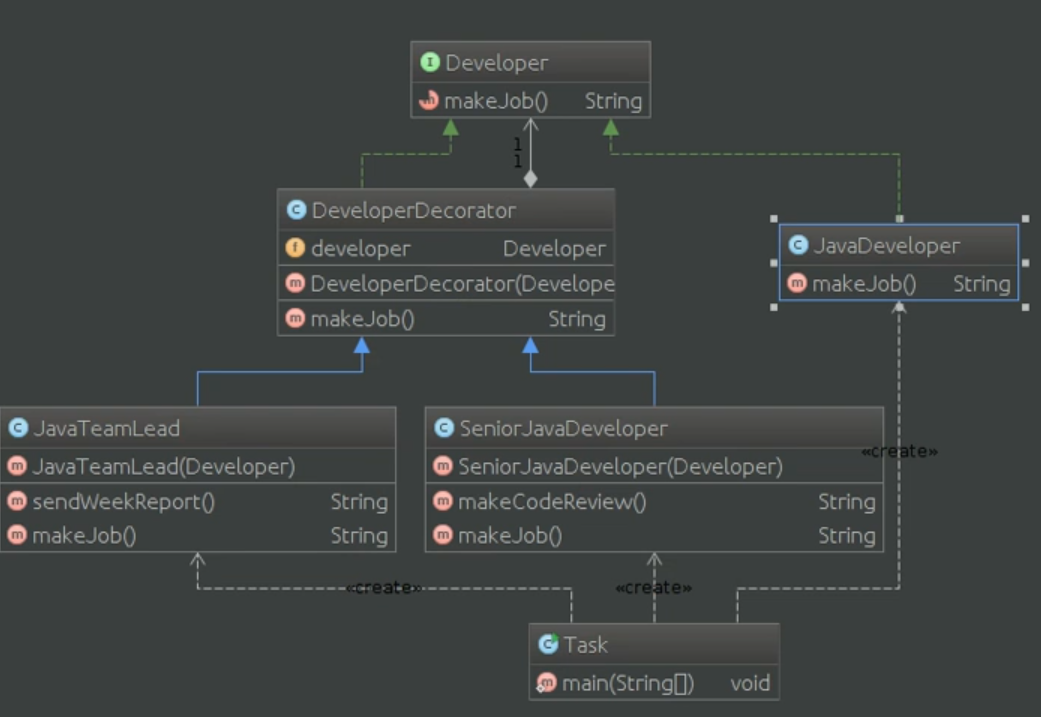 Developer
makeJob() String
1
1
DeveloperDecorator
developer Developer
DeveloperDecorator(Develope
makeJob() String
JavaDeveloper
makeJob() String
JavaTeamLead
JavaTeamLead(Developer)
sendWeekReport() String
makeJob() String
SeniorJavaDeveloper
SeniorJavaDeveloper(Developer)
makeCodeReview() String
makeJob() String
«create»
«create»
«create»
Task
main(String[]) void